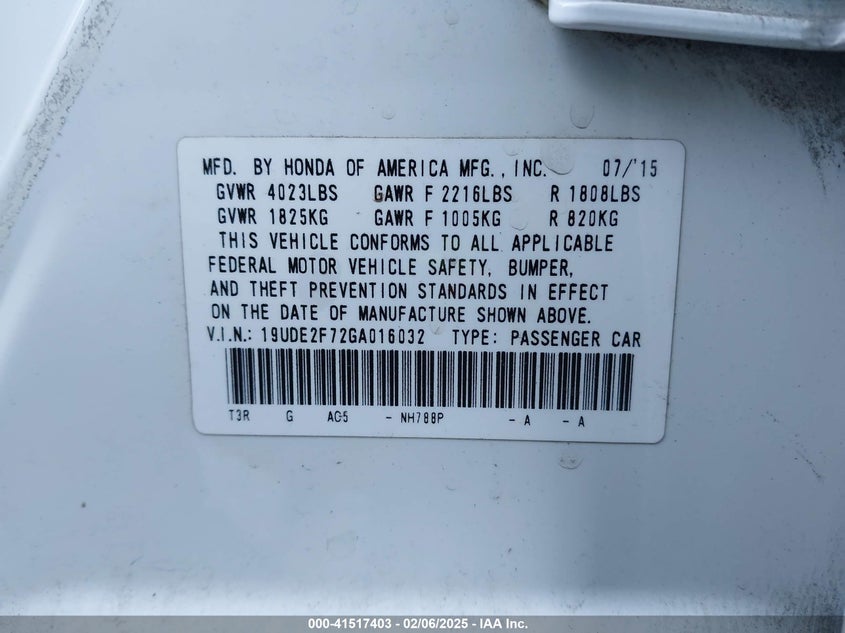 MFD. BY HONDA OF AMERICA MFG., INC. 07/'15
GVWR 4023LBS GAWR F 2216LBS R 1808LBS
GVWR 1825KG GAWR F 1005KG R 820KG
THIS VEHICLE CONFORMS TO ALL APPLICABLE
FEDERAL MOTOR VEHICLE SAFETY, BUMPER,
AND THEFT PREVENTION STANDARDS IN EFFECT
ON THE DATE OF MANUFACTURE SHOWN ABOVE.
V.I.N.: 19UDE2F72GA016032 TYPE: PASSENGER CAR
T3R G AC5 - NH788P - A - A
000-41517403 - 02/06/2025 - IAA Inc.